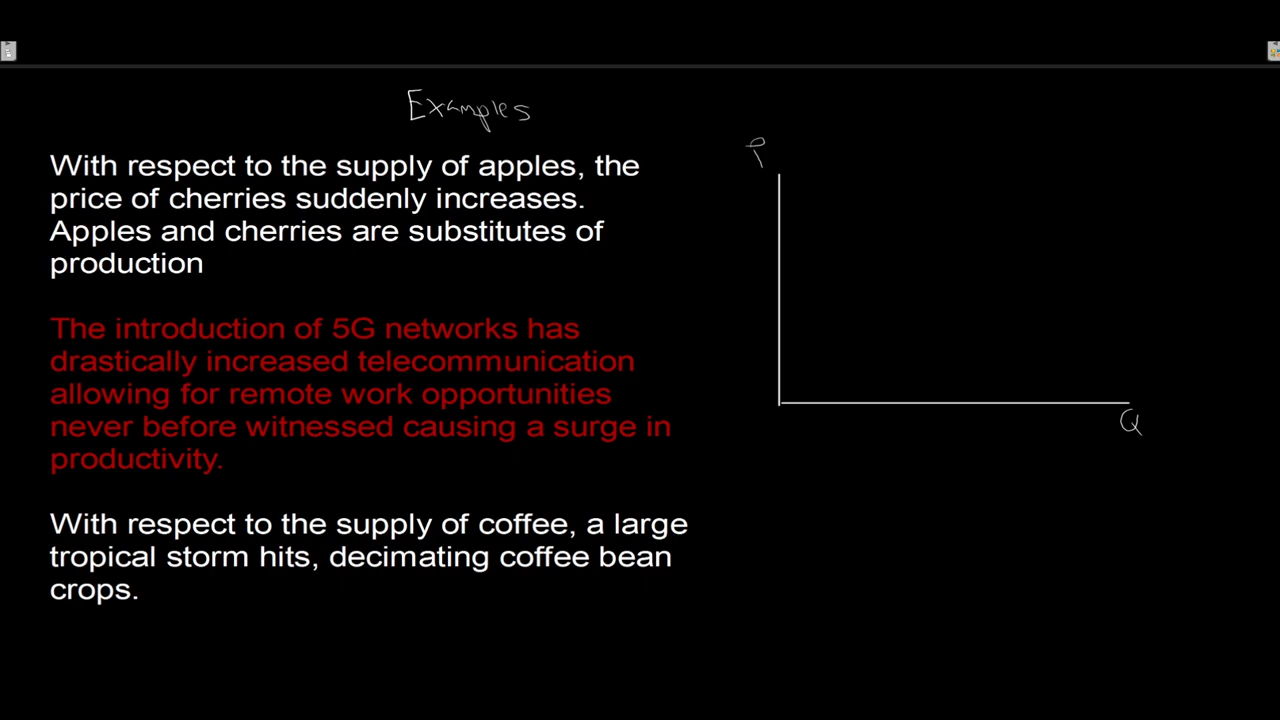 Examples
With respect to the supply of apples, the
price of cherries suddenly increases.
Apples and cherries are substitutes of
production
The introduction of 5G networks has
drastically increased telecommunication
allowing for remote work opportunities
never before witnessed causing a surge in
productivity.
With respect to the supply of coffee, a large
tropical storm hits, decimating coffee bean
crops.
P
Q